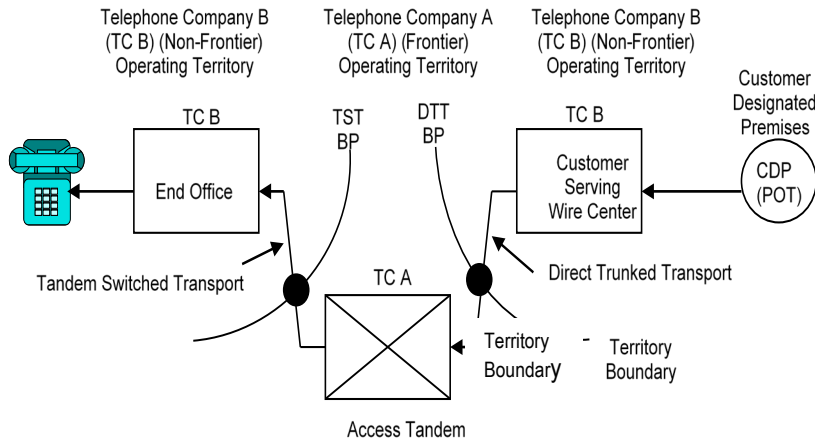 Telephone Company B
(TC B) (Non-Frontier)
Operating Territory
Telephone Company A
(TC A) (Frontier)
Operating Territory
Telephone Company B
(TC B) (Non-Frontier)
Operating Territory
Customer
Designated
Premises
TC B
TST
BP
DTT
BP
TC B
End Office
Customer
Serving
Wire Center
CDP
(POT)
Tandem Switched Transport
TC A
Direct Trunked Transport
Territory
Boundary
-
Territory
Boundary
Access Tandem